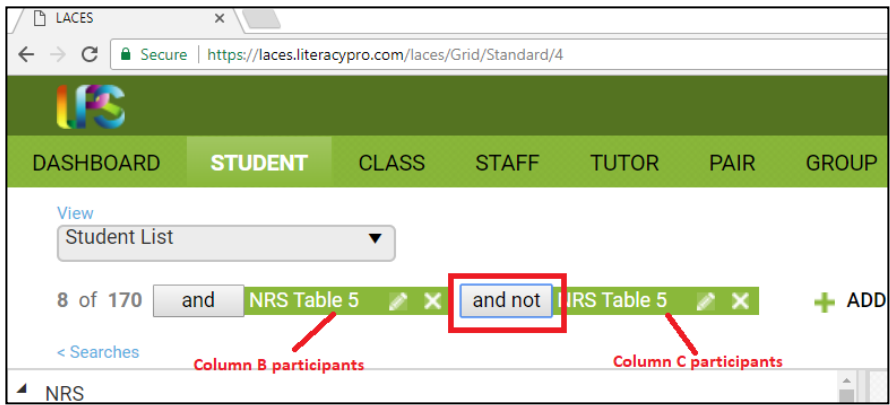 LACES
Secure | https://laces.literacypro.com/laces/Grid/Standard/4
LPS
DASHBOARD STUDENT CLASS STAFF TUTOR PAIR GROUP
View
Student List
8 of 170 and NRS Table 5 and not NRS Table 5 ADD
< Searches
Column B participants Column C participants
NRS